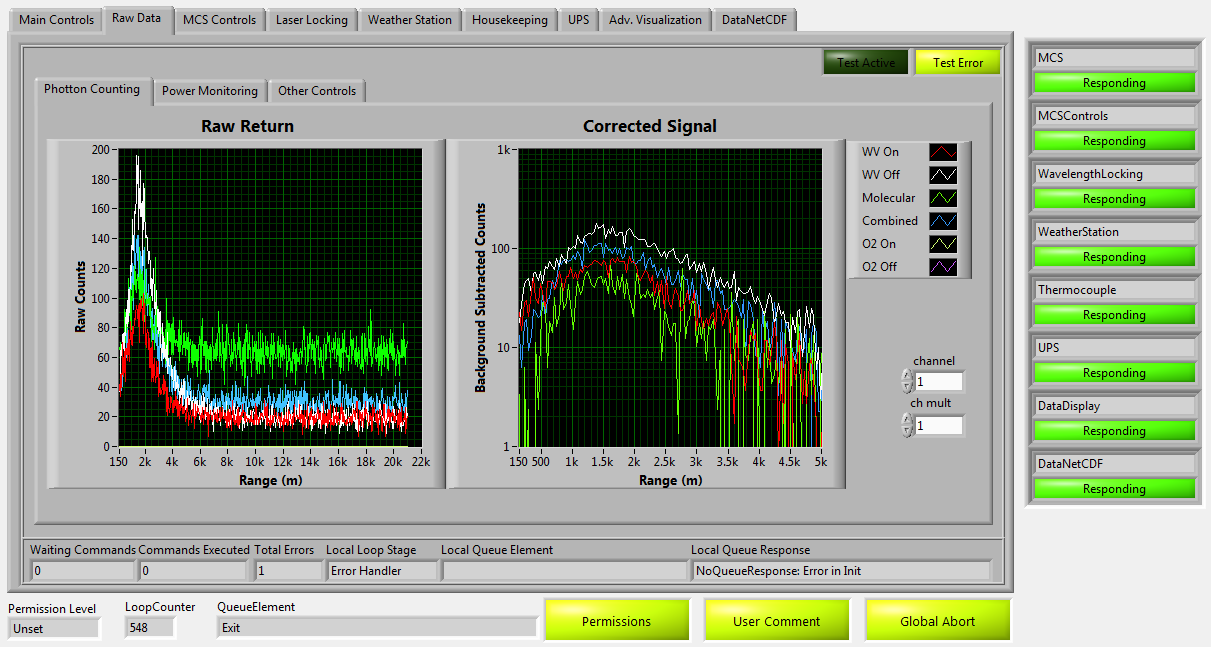 Main Controls
Raw Data
MCS Controls
Laser Locking
Weather Station
Housekeeping
UPS
Adv. Visualization
DataNetCDF
Test Active
Test Error
Photton Counting
Power Monitoring
Other Controls
Raw Return
200
180
160
140
120
100
80
60
40
20
0
Raw Counts
150 2k 4k 6k 8k 10k 12k 14k 16k 18k 20k 22k
Range (m)
Corrected Signal
1k
100
10
1
Background Subtracted Counts
150 500 1k 1.5k 2k 2.5k 3k 3.5k 4k 4.5k 5k
Range (m)
WV On
WV Off
Molecular
Combined
O2 On
O2 Off
channel
1
ch mult
1
Waiting Commands
0
Commands Executed
0
Total Errors
1
Local Loop Stage
Error Handler
Local Queue Element
Local Queue Response
NoQueueResponse: Error in Init
Permission Level
Unset
LoopCounter
548
QueueElement
Exit
Permissions
User Comment
Global Abort
MCS
Responding
MCSControls
Responding
WavelengthLocking
Responding
WeatherStation
Responding
Thermocouple
Responding
UPS
Responding
DataDisplay
Responding
DataNetCDF
Responding